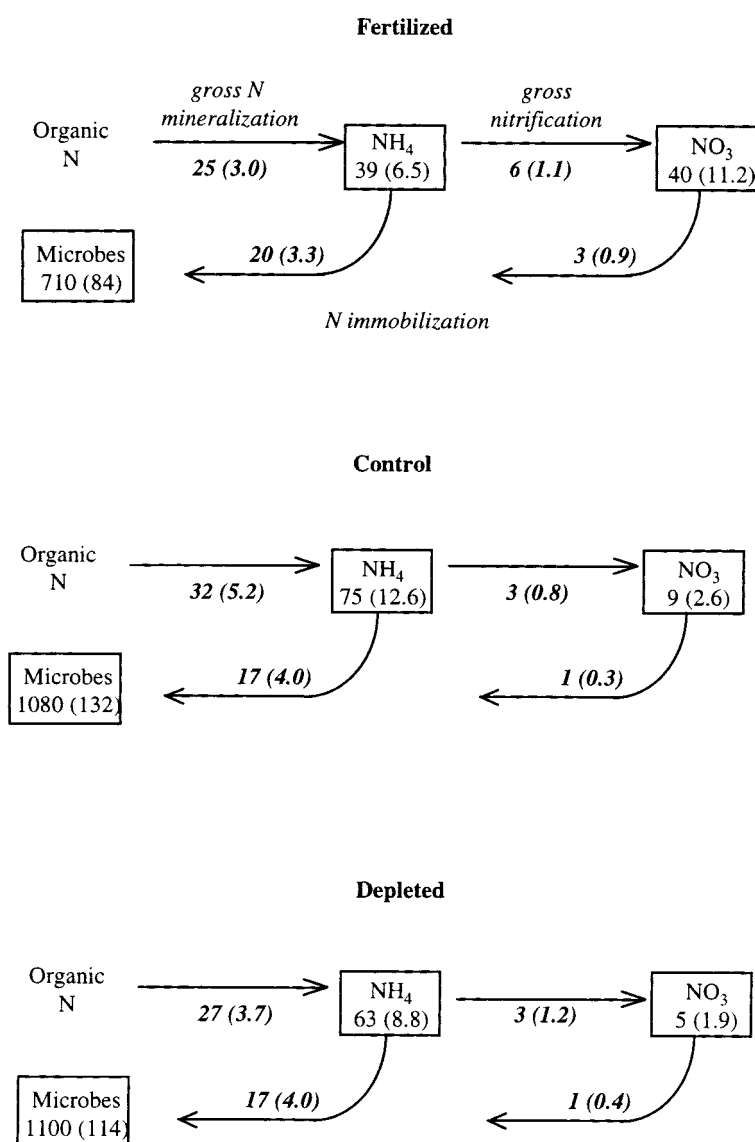 Fertilized
gross N
mineralization
gross
nitrification
Organic
N
NH4
39 (6.5)
NO3
40 (11.2)
25 (3.0)
6 (1.1)
Microbes
710 (84)
20 (3.3)
3 (0.9)
N immobilization
Control
Organic
N
NH4
75 (12.6)
NO3
9 (2.6)
32 (5.2)
3 (0.8)
Microbes
1080 (132)
17 (4.0)
1 (0.3)
Depleted
Organic
N
NH4
63 (8.8)
NO3
5 (1.9)
27 (3.7)
3 (1.2)
Microbes
1100 (114)
17 (4.0)
1 (0.4)